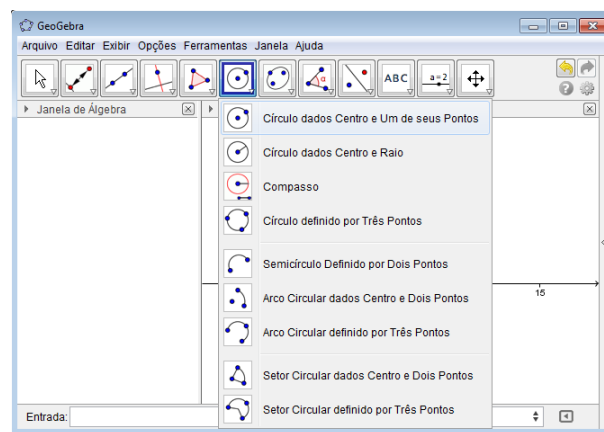 GeoGebra
Arquivo Editar Exibir Opções Ferramentas Janela Ajuda
ABC
a=2
Janela de Álgebra
Círculo dados Centro e Um de seus Pontos
Círculo dados Centro e Raio
Compasso
Círculo definido por Três Pontos
Semicírculo Definido por Dois Pontos
Arco Circular dados Centro e Dois Pontos
Arco Circular definido por Três Pontos
Setor Circular dados Centro e Dois Pontos
Setor Circular definido por Três Pontos
15
Entrada: